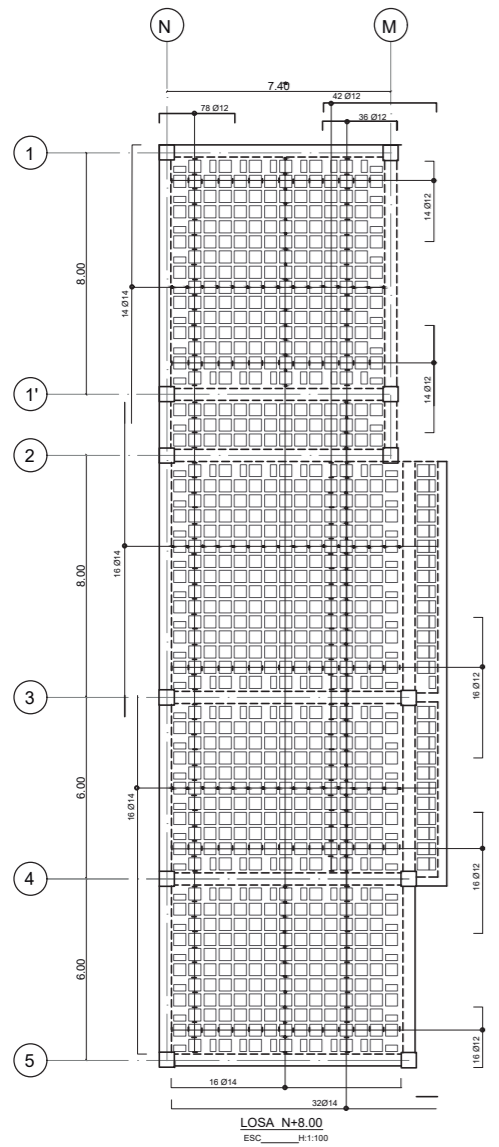 N M
7.40
42 Ø12
78 Ø12
36 Ø12
1
14 Ø12
8.00
14 Ø14
14 Ø12
1'
2
16 Ø14
8.00
16 Ø12
3
6.00
16 Ø14
16 Ø12
4
6.00
16 Ø12
5
16 Ø14
32Ø14
LOSA N+8.00
ESC______H:1:100